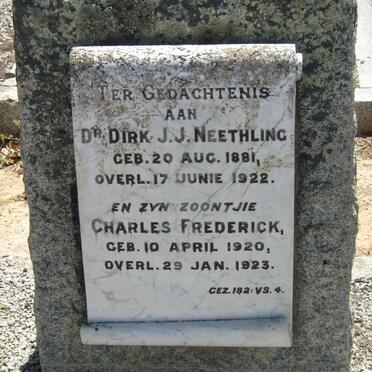 TER GEDACHTENIS
AAN
DR. DIRK J.J. NEETHLING
GEB. 20 AUG. 1881,
OVERL. 17 JUNIE 1922.
EN ZYN ZOONTJIE
CHARLES FREDERICK,
GEB. 10 APRIL 1920,
OVERL. 29 JAN. 1923.
GEZ. 182: VS. 4.